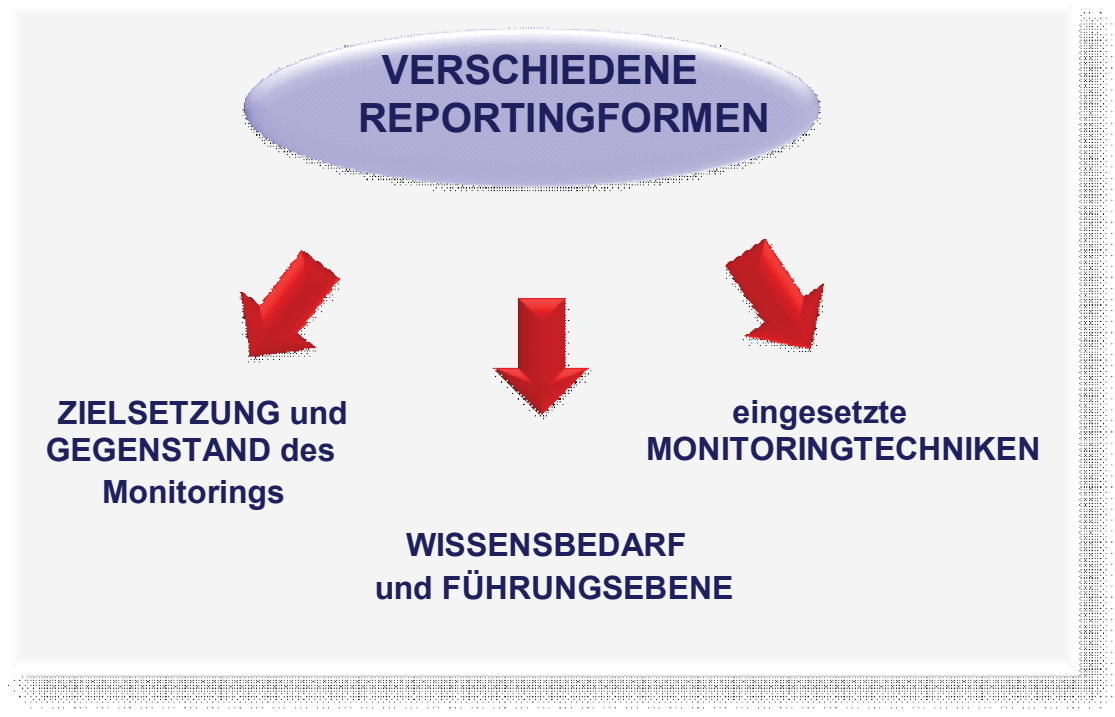 VERSCHIEDENE
REPORTINGFORMEN
ZIELSETZUNG und
GEGENSTAND des
Monitorings
WISSENSBEDARF
und FÜHRUNGSEBENE
eingesetzte
MONITORINGTECHNIKEN